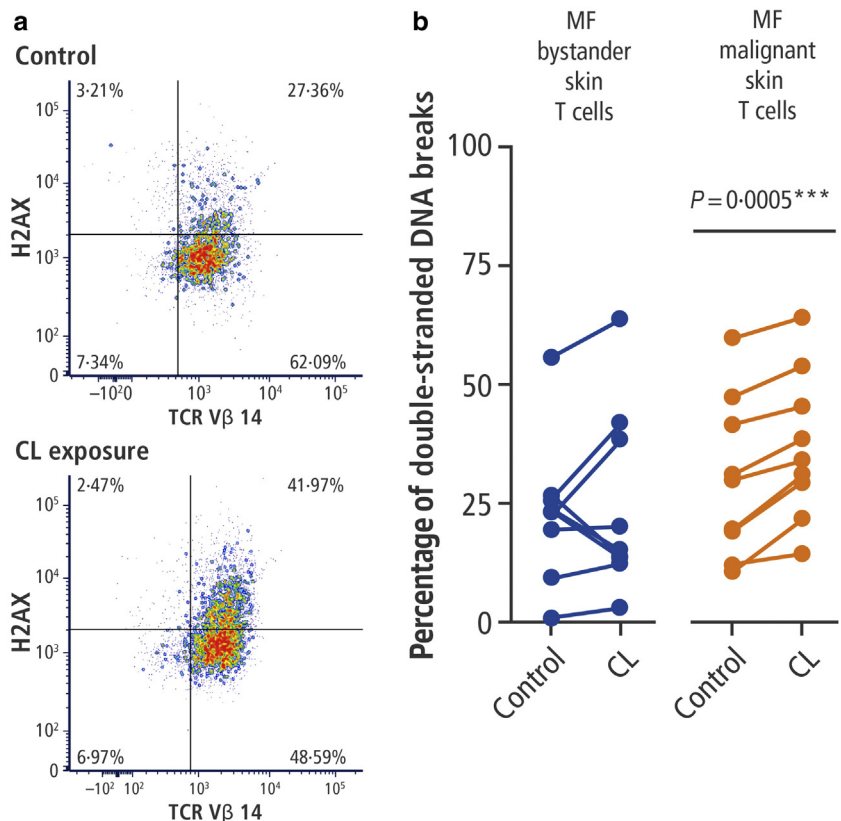 a
Control
3·21%
27·36%
10⁵
10⁴
10³
10²
0
H2AX
7·34%
62·09%
−10²0
10³
10⁴
10⁵
TCR Vβ 14
CL exposure
2·47%
41·97%
10⁵
10⁴
10³
10²
0
H2AX
6·97%
48·59%
−10² 10²
10³
10⁴
10⁵
TCR Vβ 14
b
MF
bystander
skin
T cells
MF
malignant
skin
T cells
P = 0·0005***
Percentage of double-stranded DNA breaks
100
75
50
25
0
Control
CL
Control
CL